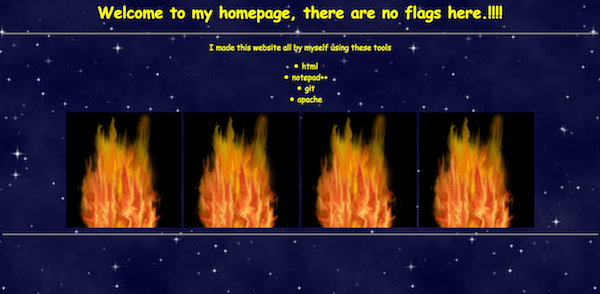 Welcome to my homepage, there are no flags here.!!!!
I made this website all by myself using these tools
• html
• notepad++
• git
• apache